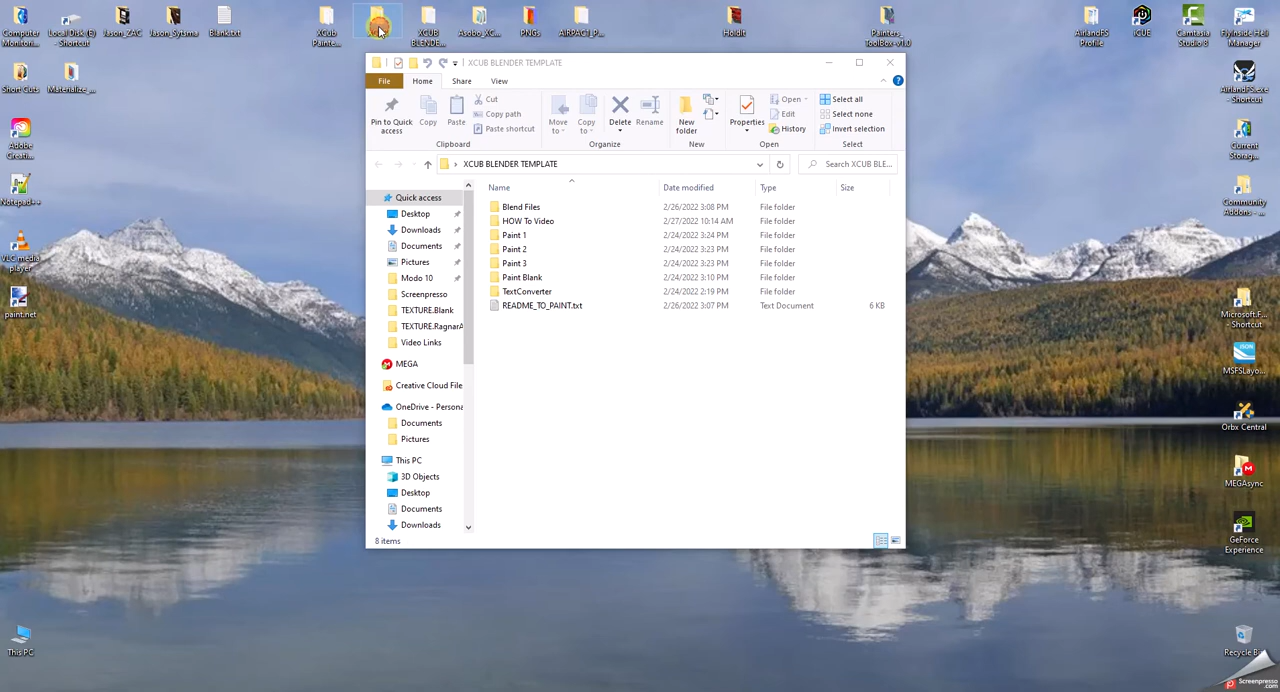 Computer Monitori...
Local Disk (E) - Shortcut
Jason_ZAC
Jason_Sytsma
Blank.txt
XCub Painte...
XCUB BLENDE...
Asobo_XC...
PNGs
AIRPACT_P...
HoldIt
Painters_ ToolBox-v1.0
AirlandFS Profile
iCUE
Camtasia Studio 8
FlyInside Heli Manager
Short Cuts
Materialize_...
AirlandFS.exe - Shortcut
Adobe Creati...
Current Storag...
Notepad++
Community Addons - ...
VLC media player
paint.net
Microsoft.F... - Shortcut
MSFSLayo...
Orbx Central
MEGAsync
GeForce Experience
This PC
Recycle Bin
XCUB BLENDER TEMPLATE
File Home Share View
Pin to Quick access
Copy
Paste
Cut
Copy path
Paste shortcut
Clipboard
Move to
Copy to
Delete
Rename
Organize
New folder
New
Properties
Open
Edit
History
Open
Select all
Select none
Invert selection
Select
XCUB BLENDER TEMPLATE
Search XCUB BLE...
Name Date modified Type Size
Blend Files 2/26/2022 3:08 PM File folder
HOW To Video 2/27/2022 10:14 AM File folder
Paint 1 2/24/2022 3:24 PM File folder
Paint 2 2/24/2022 3:23 PM File folder
Paint 3 2/24/2022 3:23 PM File folder
Paint Blank 2/24/2022 3:10 PM File folder
TextConverter 2/24/2022 2:19 PM File folder
README_TO_PAINT.txt 2/26/2022 3:07 PM Text Document 6 KB
Quick access
Desktop
Downloads
Documents
Pictures
Modo 10
Screenpresso
TEXTURE.Blank
TEXTURE.RagnarA
Video Links
MEGA
Creative Cloud File
OneDrive - Persona
Documents
Pictures
This PC
3D Objects
Desktop
Documents
Downloads
8 items
Screenpresso
.com